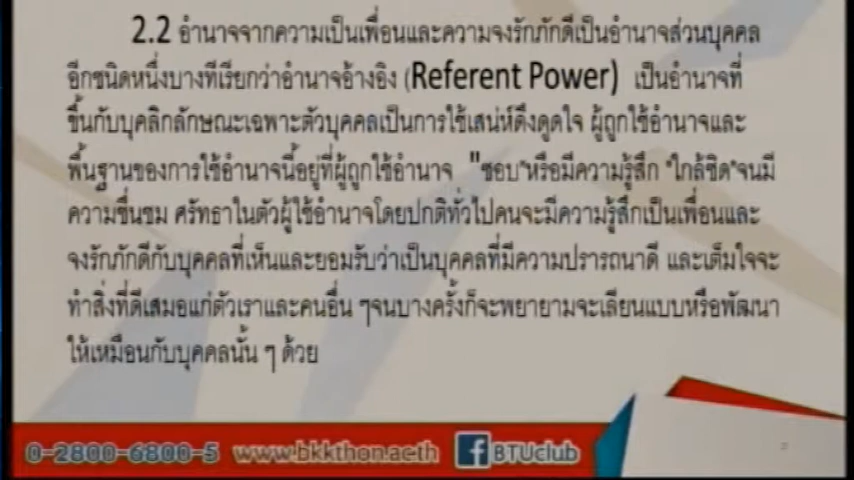 2.2 อำนาจจากความเป็นเพื่อนและความจงรักภักดีเป็นอำนาจส่วนบุคคล
อีกชนิดหนึ่งบางทีเรียกว่าอำนาจอ้างอิง (Referent Power) เป็นอำนาจที่
ขึ้นกับบุคลิกลักษณะเฉพาะตัวบุคคลเป็นการใช้เสน่ห์ดึงดูดใจ ผู้ถูกใช้อำนาจและ
พื้นฐานของการใช้อำนาจนี้อยู่ที่ผู้ถูกใช้อำนาจ "ชอบ"หรือมีความรู้สึก "ใกล้ชิด"จนมี
ความชื่นชม ศรัทธาในตัวผู้ใช้อำนาจโดยปกติทั่วไปคนจะมีความรู้สึกเป็นเพื่อนและ
จงรักภักดีกับบุคคลที่เห็นและยอมรับว่าเป็นบุคคลที่มีความปรารถนาดี และเต็มใจจะ
ทำสิ่งที่ดีเสมอแก่ตัวเราและคนอื่น ๆจนบางครั้งก็จะพยายามจะเลียนแบบหรือพัฒนา
ให้เหมือนกับบุคคลนั้น ๆ ด้วย
0-2800-6800-5 www.bkkthon.ac.th f BTUclub